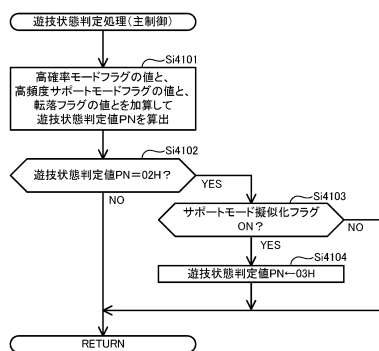 遊技状態判定処理(主制御)
Si4101
高確率モードフラグの値と、
高頻度サポートモードフラグの値と、
転落フラグの値とを加算して
遊技状態判定値PNを算出
Si4102
遊技状態判定値PN=02H?
YES
NO
Si4103
サポートモード擬似化フラグ
ON?
NO
YES
Si4104
遊技状態判定値PN←03H
RETURN